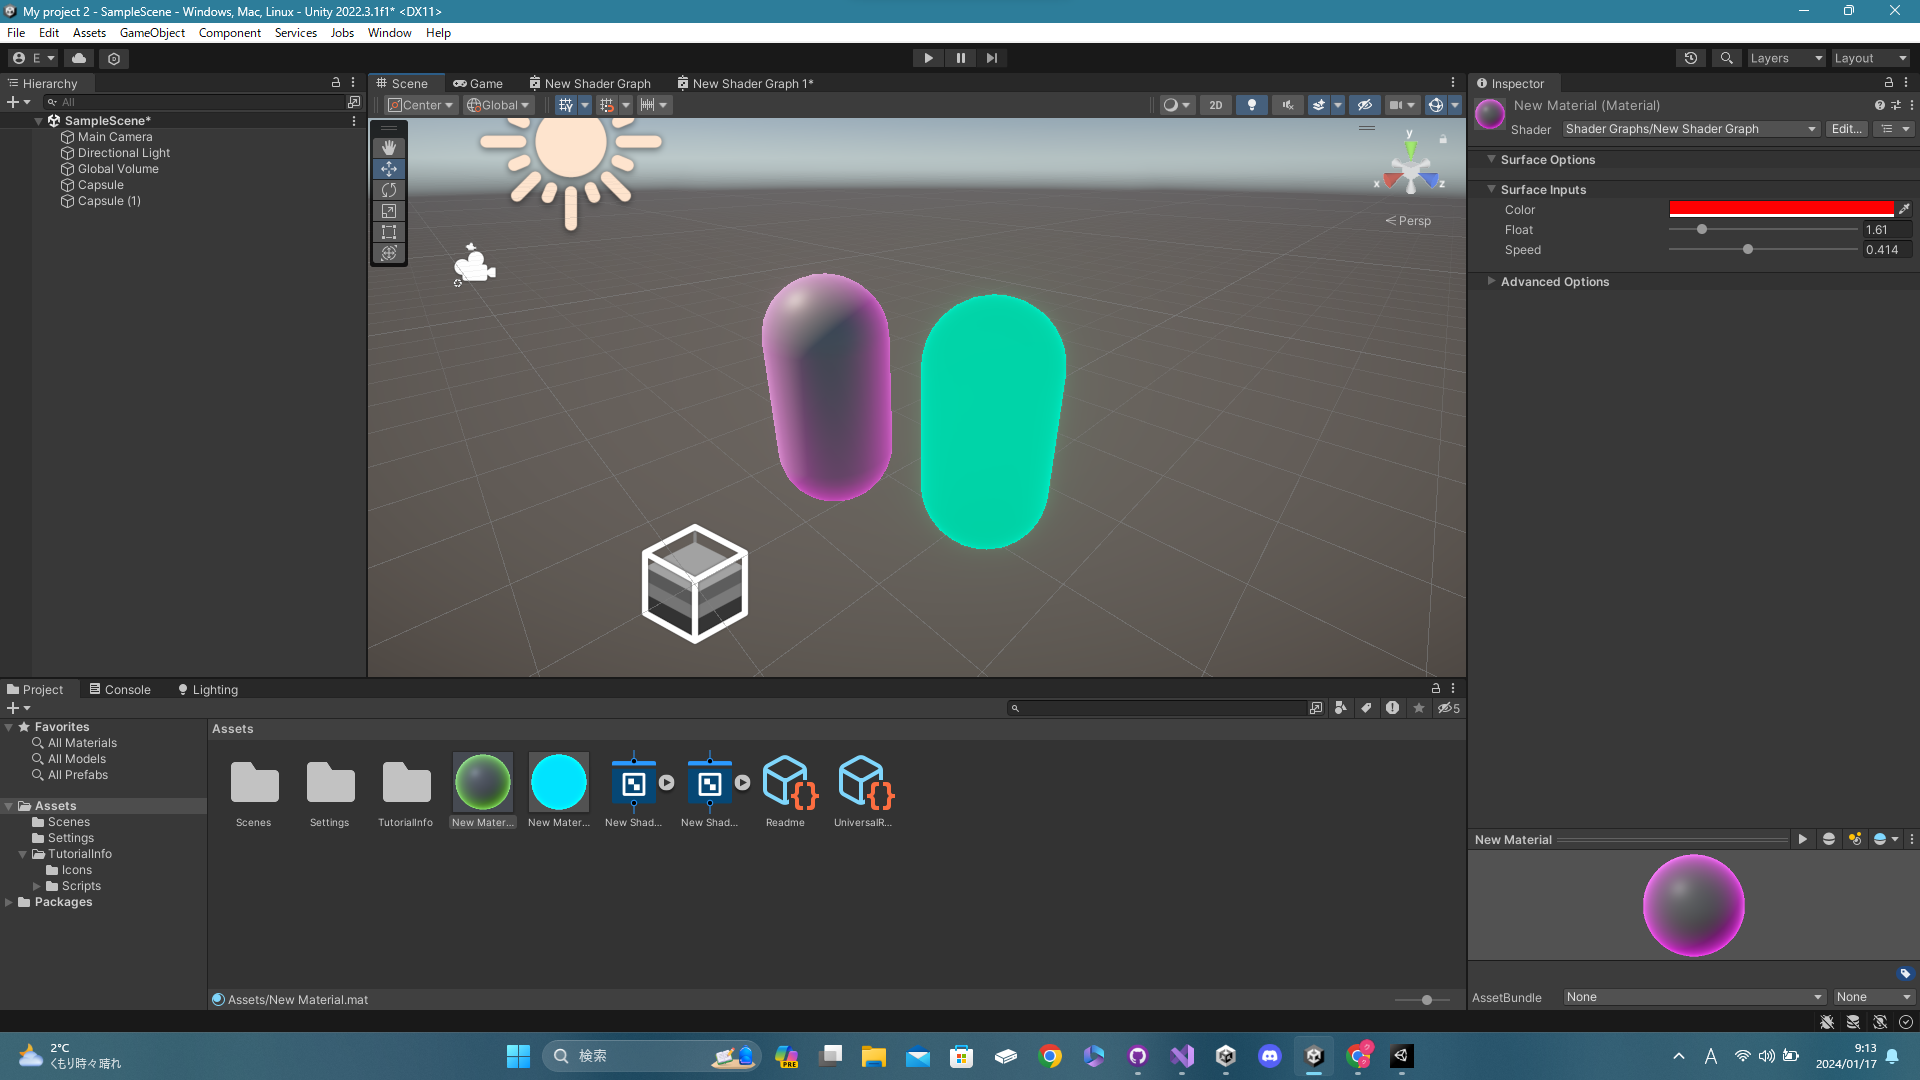 My project 2 - SampleScene - Windows, Mac, Linux - Unity 2022.3.1f1* <DX11>
File Edit Assets GameObject Component Services Jobs Window Help
E
Layers
Layout
Hierarchy
All
SampleScene*
Main Camera
Directional Light
Global Volume
Capsule
Capsule (1)
Scene
Game
New Shader Graph
New Shader Graph 1*
Center
Global
2D
y
x
z
Persp
Inspector
New Material (Material)
Shader
Shader Graphs/New Shader Graph
Edit...
Surface Options
Surface Inputs
Color
Float
1.61
Speed
0.414
Advanced Options
Project
Console
Lighting
5
Favorites
All Materials
All Models
All Prefabs
Assets
Scenes
Settings
TutorialInfo
Icons
Scripts
Packages
Assets
Scenes
Settings
TutorialInfo
New Mater...
New Mater...
New Shad...
New Shad...
Readme
UniversalR...
Assets/New Material.mat
New Material
AssetBundle
None
None
2°C
くもり時々晴れ
検索
PRE
A
9:13
2024/01/17